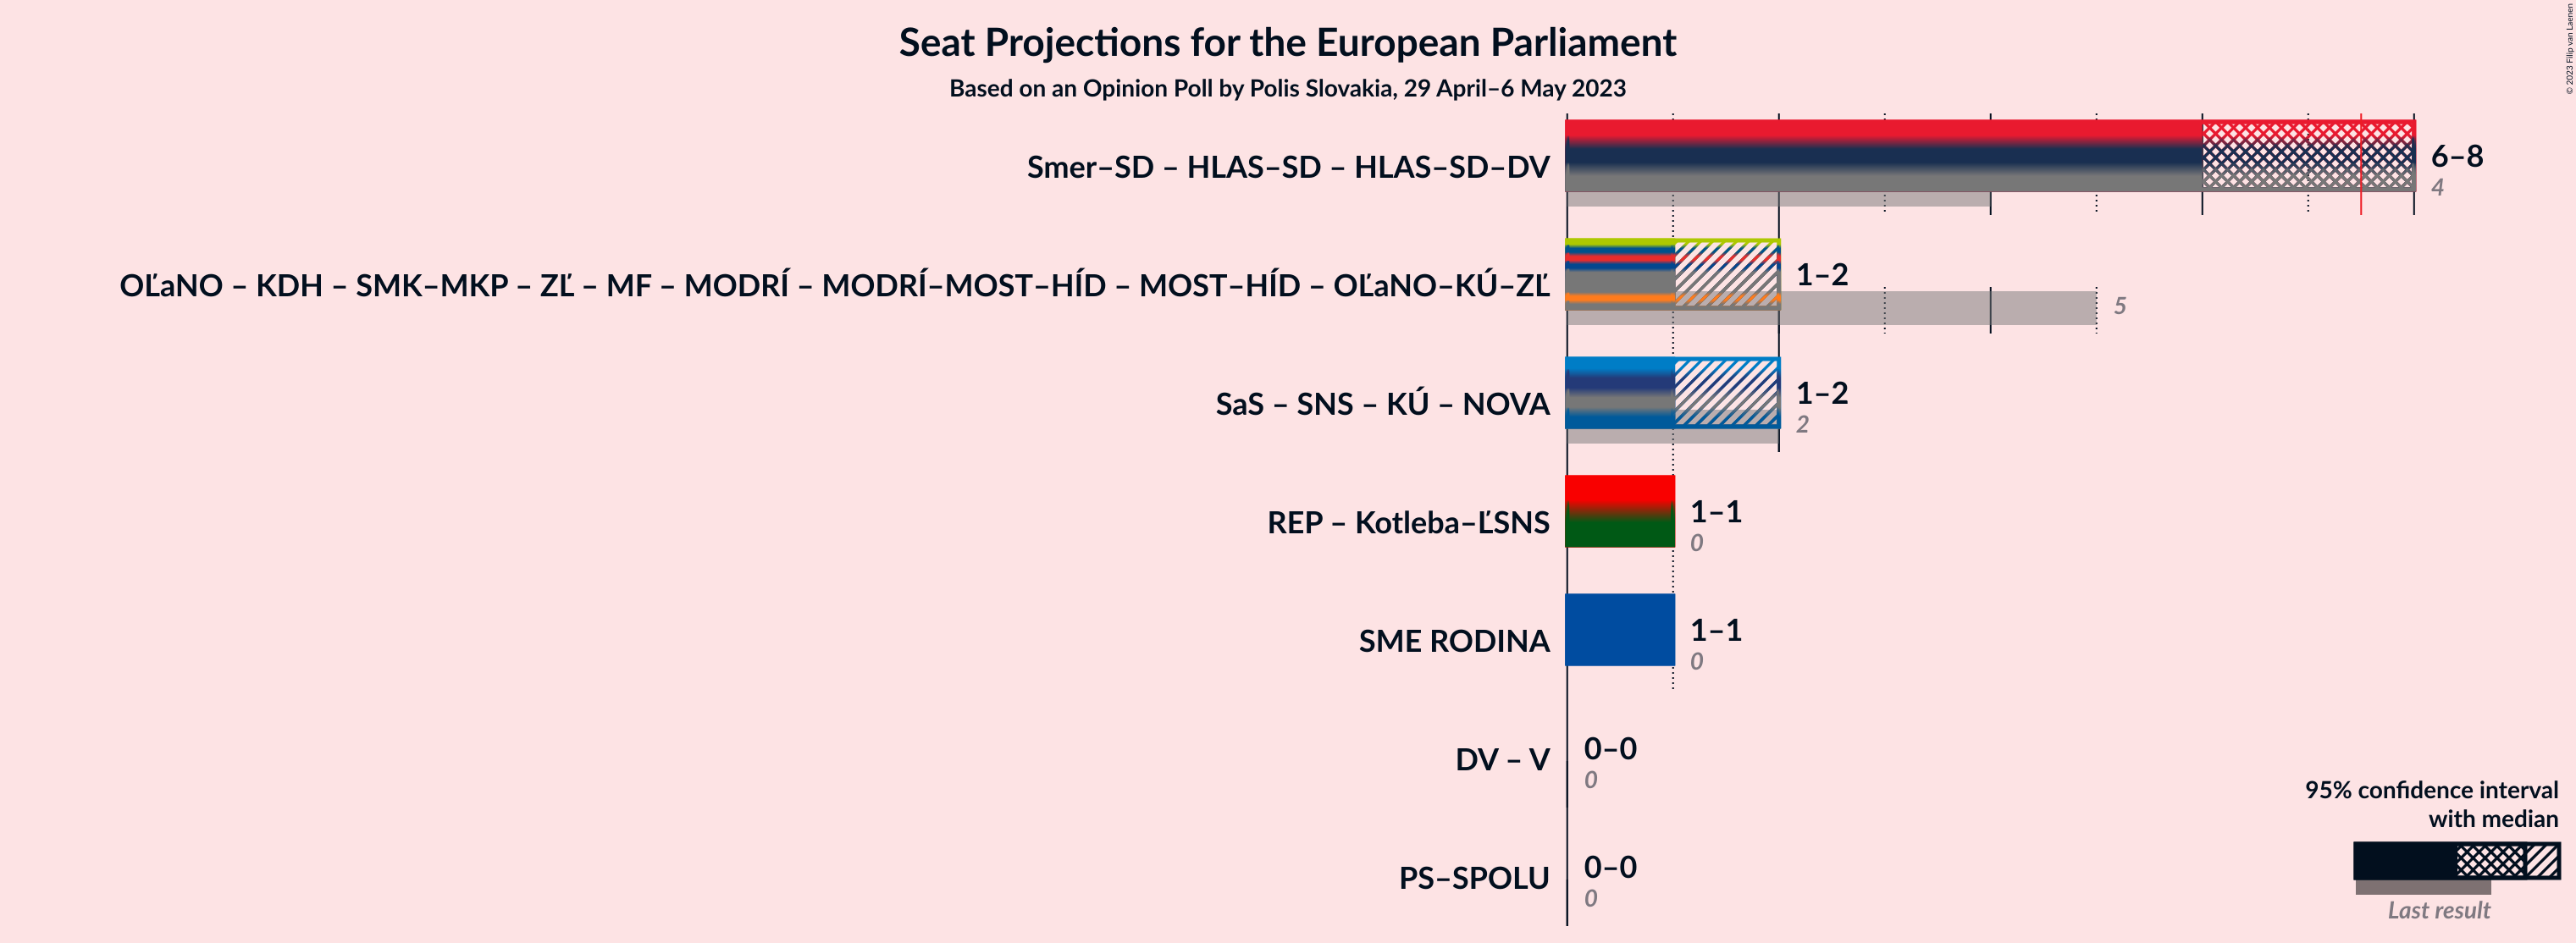 Seat Projections for the European Parliament
Based on an Opinion Poll by Polis Slovakia, 29 April–6 May 2023
© 2023 Filip van Laenen
Smer–SD – HLAS–SD – HLAS–SD–DV
6–8
4
OĽaNO – KDH – SMK–MKP – ZĽ – MF – MODRÍ – MODRÍ–MOST–HÍD – MOST–HÍD – OĽaNO–KÚ–ZĽ
1–2
5
SaS – SNS – KÚ – NOVA
1–2
2
REP – Kotleba–ĽSNS
1–1
0
SME RODINA
1–1
0
DV – V
0–0
0
PS–SPOLU
0–0
0
95% confidence interval
with median
Last result